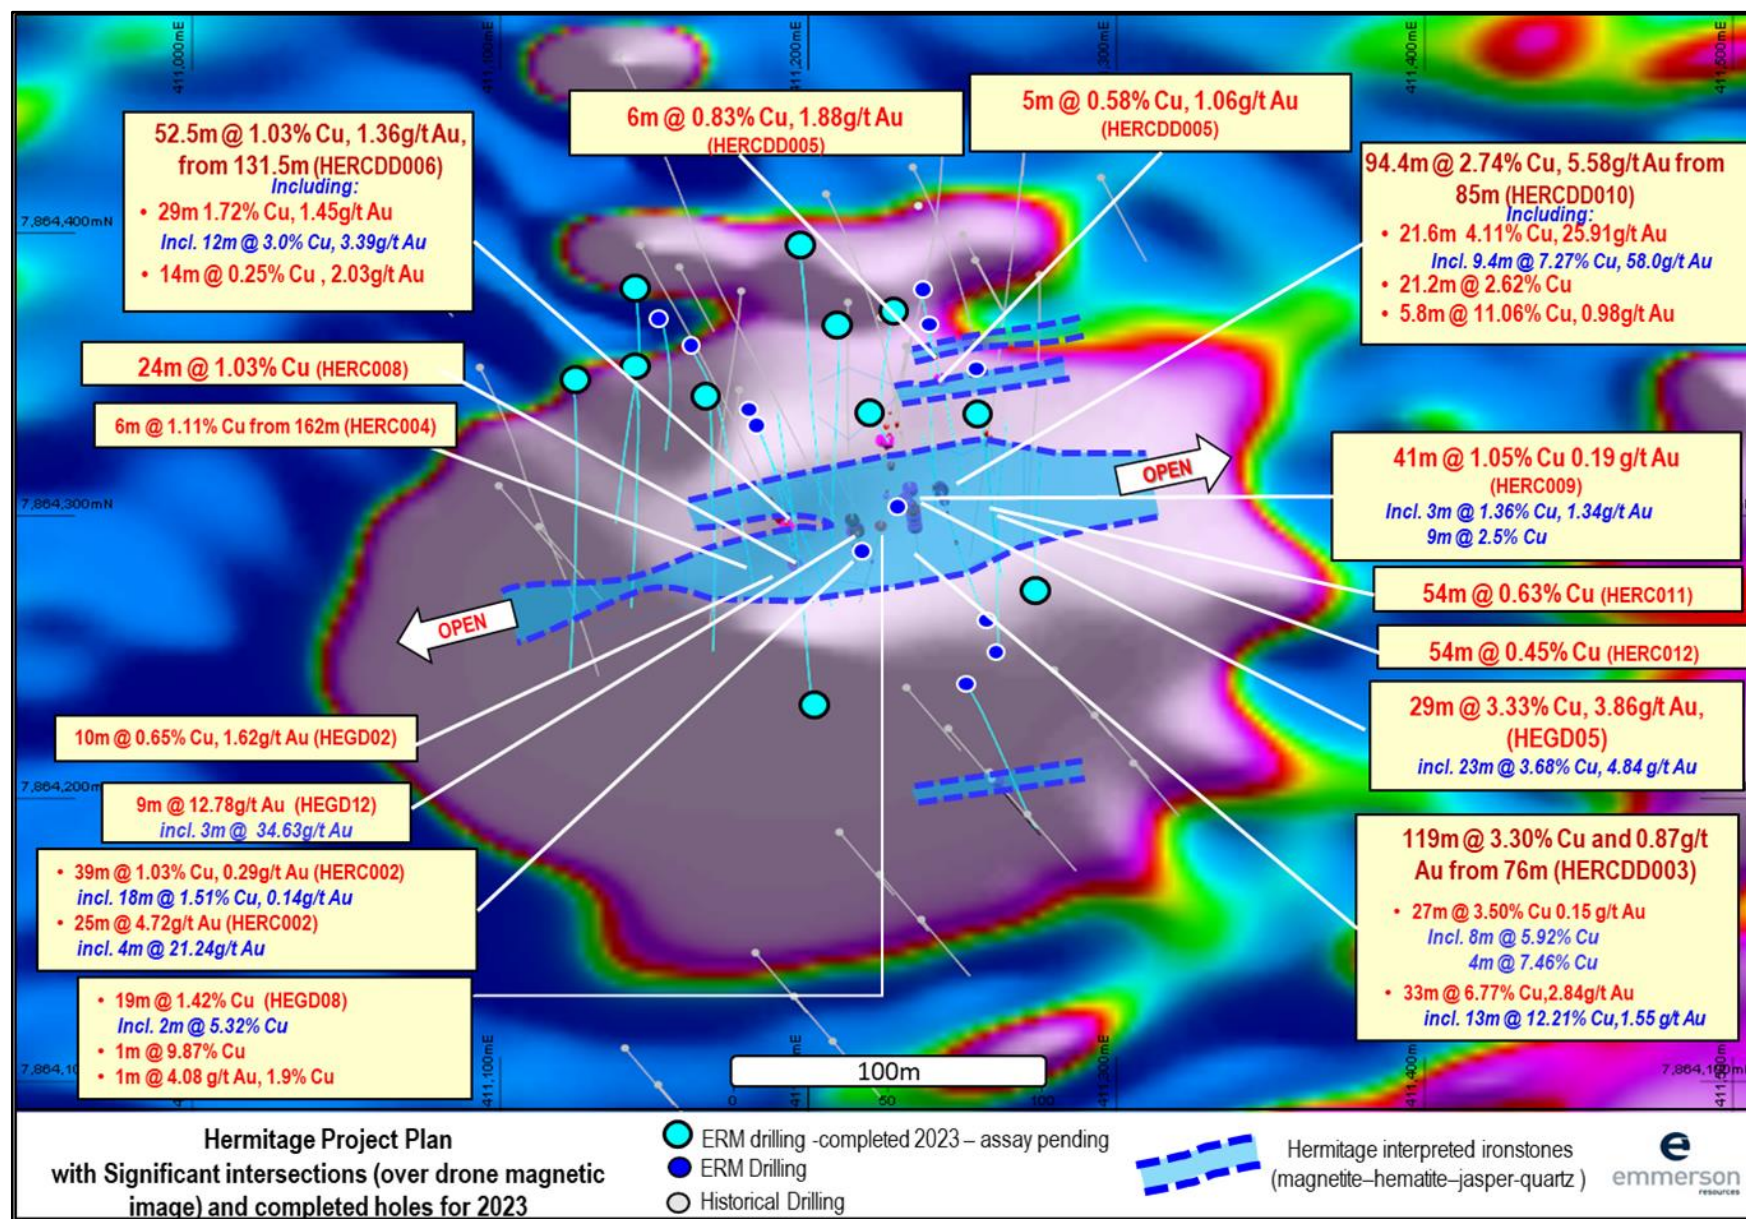 411,000mE
411,100mE
411,200mE
411,400mE
411,500mE
6m @ 0.83% Cu, 1.88g/t Au
(HERCDD005)
5m @ 0.58% Cu, 1.06g/t Au
(HERCDD005)
52.5m @ 1.03% Cu, 1.36g/t Au,
from 131.5m (HERCDD006)
Including:
• 29m 1.72% Cu, 1.45g/t Au
Incl. 12m @ 3.0% Cu, 3.39g/t Au
• 14m @ 0.25% Cu , 2.03g/t Au
94.4m @ 2.74% Cu, 5.58g/t Au from
85m (HERCDD010)
Including:
• 21.6m 4.11% Cu, 25.91g/t Au
Incl. 9.4m @ 7.27% Cu, 58.0g/t Au
• 21.2m @ 2.62% Cu
• 5.8m @ 11.06% Cu, 0.98g/t Au
7,864,400mN
24m @ 1.03% Cu (HERC008)
6m @ 1.11% Cu from 162m (HERC004)
7,864,300mN
OPEN
41m @ 1.05% Cu 0.19 g/t Au
(HERC009)
Incl. 3m @ 1.36% Cu, 1.34g/t Au
9m @ 2.5% Cu
54m @ 0.63% Cu (HERC011)
OPEN
54m @ 0.45% Cu (HERC012)
29m @ 3.33% Cu, 3.86g/t Au,
(HEGD05)
incl. 23m @ 3.68% Cu, 4.84 g/t Au
10m @ 0.65% Cu, 1.62g/t Au (HEGD02)
7,864,200mN
9m @ 12.78g/t Au (HEGD12)
incl. 3m @ 34.63g/t Au
• 39m @ 1.03% Cu, 0.29g/t Au (HERC002)
incl. 18m @ 1.51% Cu, 0.14g/t Au
• 25m @ 4.72g/t Au (HERC002)
incl. 4m @ 21.24g/t Au
119m @ 3.30% Cu and 0.87g/t
Au from 76m (HERCDD003)
• 27m @ 3.50% Cu 0.15 g/t Au
Incl. 8m @ 5.92% Cu
4m @ 7.46% Cu
• 33m @ 6.77% Cu,2.84g/t Au
incl. 13m @ 12.21% Cu,1.55 g/t Au
• 19m @ 1.42% Cu (HEGD08)
Incl. 2m @ 5.32% Cu
• 1m @ 9.87% Cu
• 1m @ 4.08 g/t Au, 1.9% Cu
100m
0 50 100
411,100mE
411,200mE
411,300mE
411,400mE
411,500mE
Hermitage Project Plan
with Significant intersections (over drone magnetic
image) and completed holes for 2023
ERM drilling -completed 2023 – assay pending
ERM Drilling
Historical Drilling
Hermitage interpreted ironstones
(magnetite–hematite–jasper-quartz )
emmerson
resources